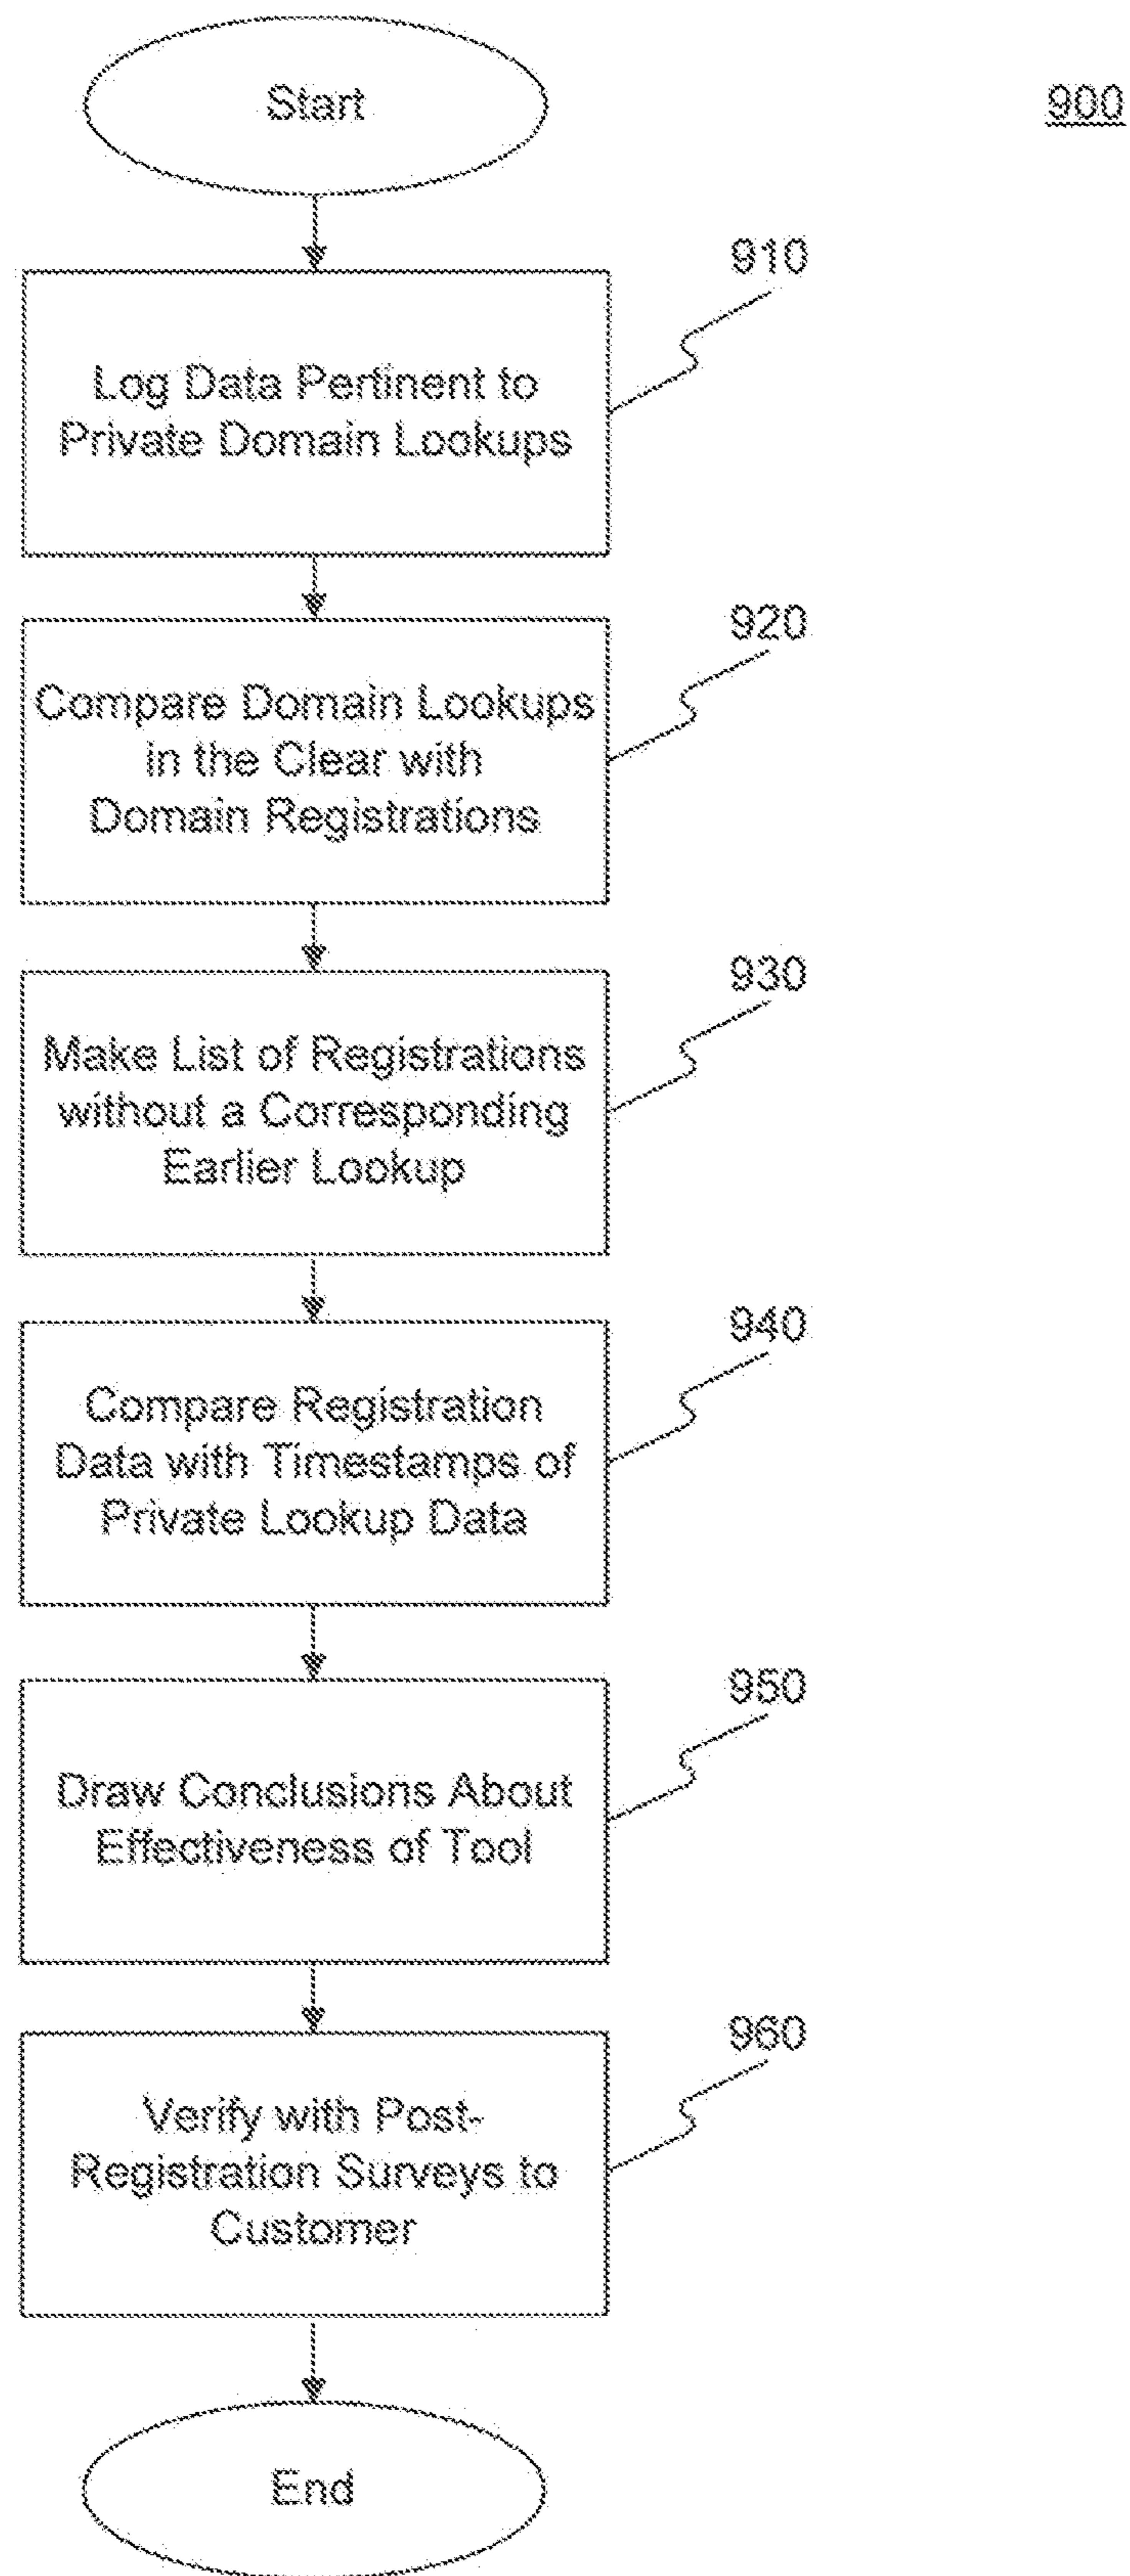 Start
900
910
Log Data Pertinent to
Private Domain Lookups
920
Compare Domain Lookups
in the Clear with
Domain Registrations
930
Make List of Registrations
without a Corresponding
Earlier Lookup
940
Compare Registration
Data with Timestamps of
Private Lookup Data
950
Draw Conclusions About
Effectiveness of Tool
960
Verify with Post-
Registration Surveys to
Customer
End